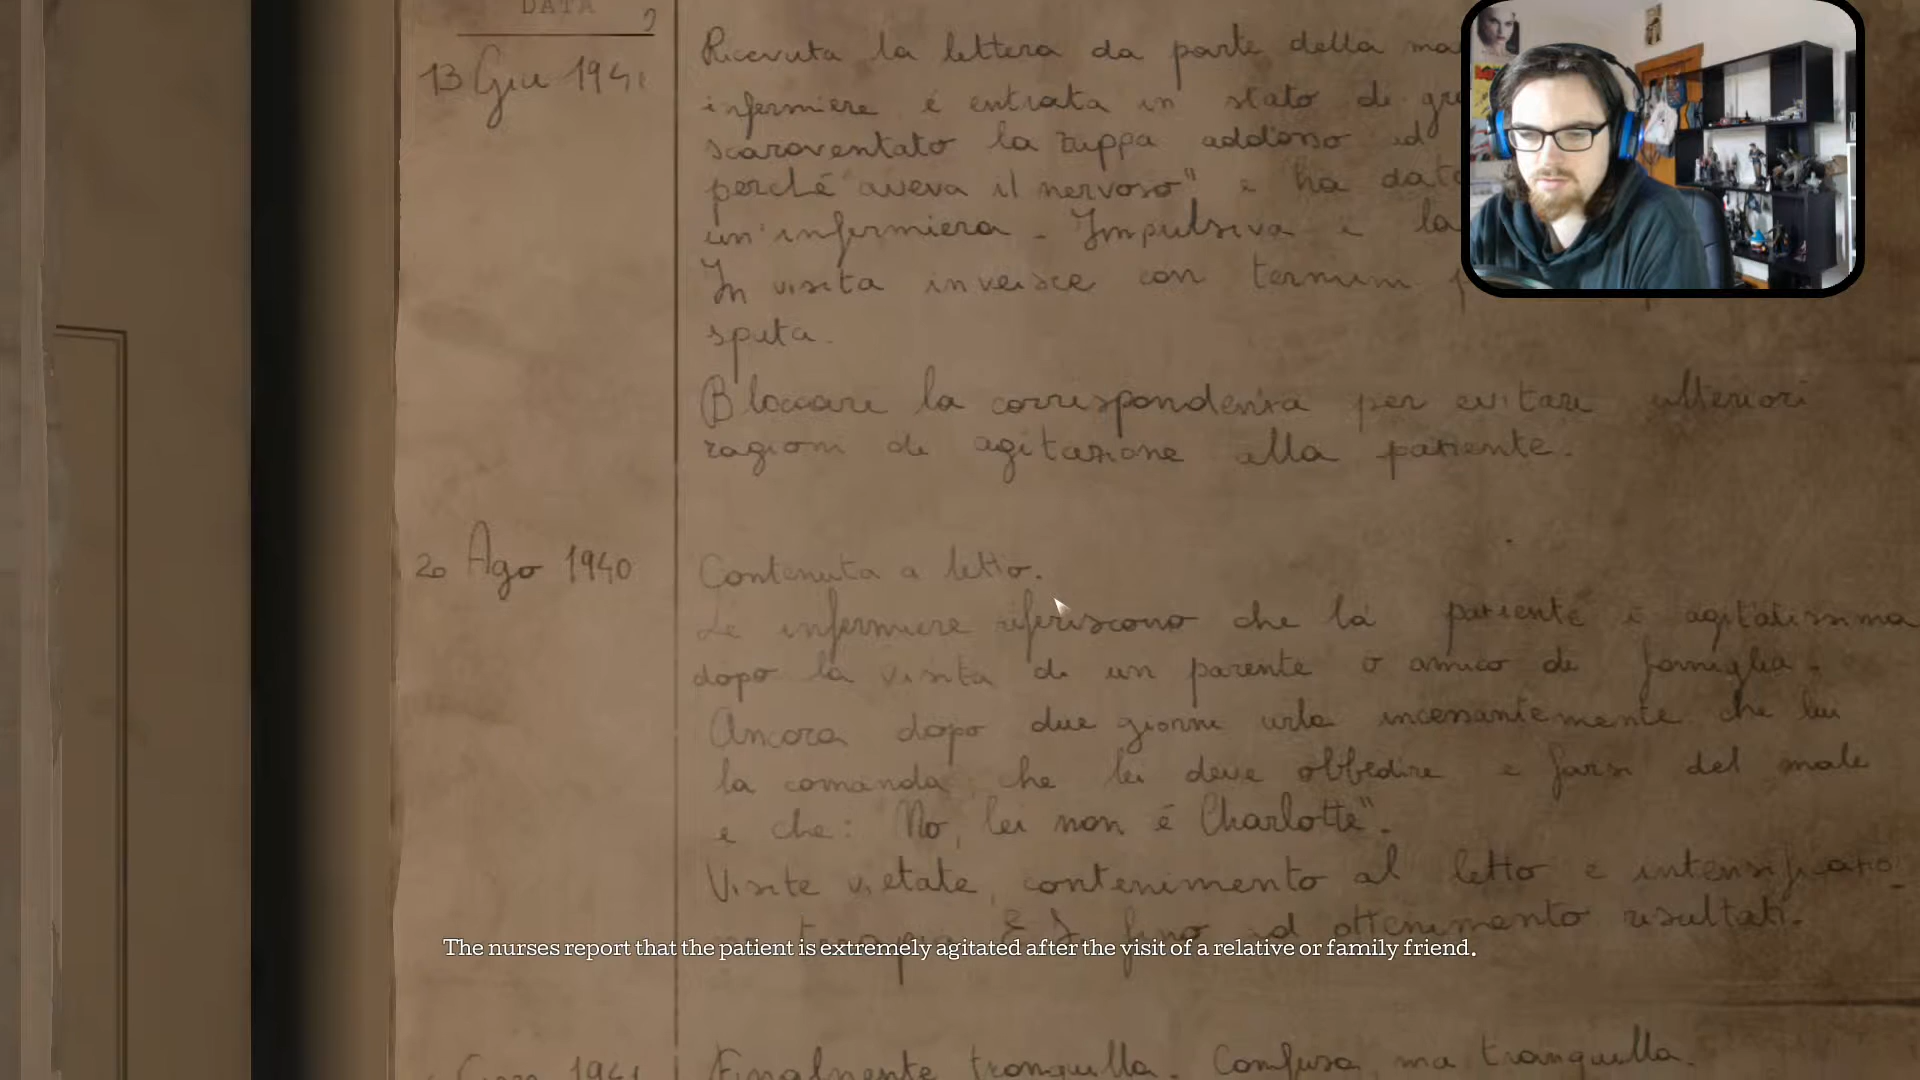 DATA
13 Giu 1941
Ricevuta la lettera da parte della
infermiere é entrata in stato di
scaraventato la zuppa addosso ad
perché "aveva il nervoso" e ha dato
un'infermiera - Impulsiva e
In visita inveisce con termini
sputa.
Bloccare la corrispondenza per evitare ulteriori
ragioni di agitazione alla paziente.
20 Ago 1940
Contenuta a letto.
Le infermiere riferiscono che la paziente è agitatissima
dopo la visita di un parente o amico di famiglia.
Ancora dopo due giorni urla incessantemente che lui
la comanda, che lei deve obbedire e farsi del male
e che: "No, lei non é Charlotte".
Visite vietate, contenimento al letto e
fino ad ottenimento risultati.
The nurses report that the patient is extremely agitated after the visit of a relative or family friend.
1941
Finalmente tranquilla. Confusa, ma tranquilla.